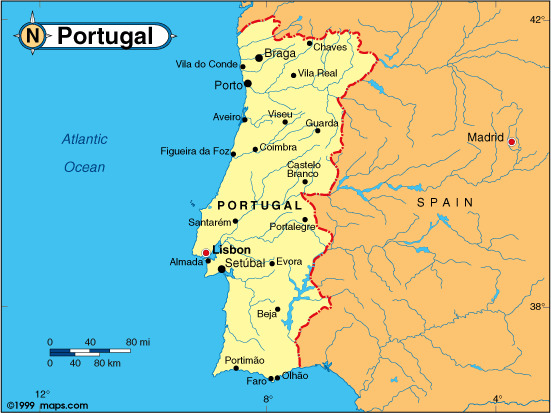 N Portugal
42°
Chaves
Braga
Vila do Conde
Vila Real
Porto
Aveiro
Viseu
Guarda
Madrid
Atlantic
Ocean
Coimbra
Figueira da Foz
Castelo
Branco
PORTUGAL
SPAIN
Santarém
Portalegre
Lisbon
Almada
Setúbal
Evora
38°
Beja
0 40 80 mi
0 40 80 km
Portimão
Faro
Olhão
12°
8°
4°
©1999 maps.com